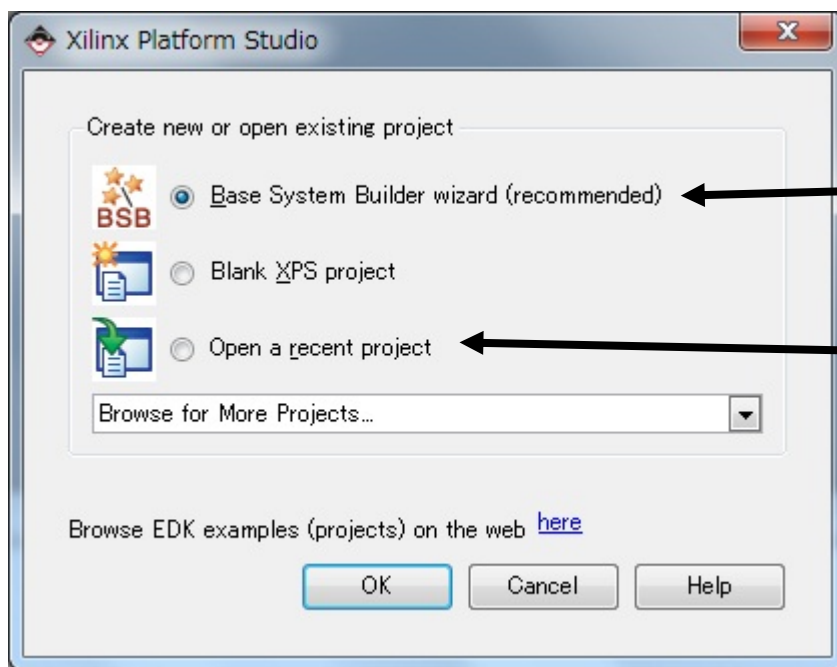 Xilinx Platform Studio
Create new or open existing project
BSB
Base System Builder wizard (recommended)
Blank XPS project
Open a recent project
Browse for More Projects...
Browse EDK examples (projects) on the web here
OK Cancel Help